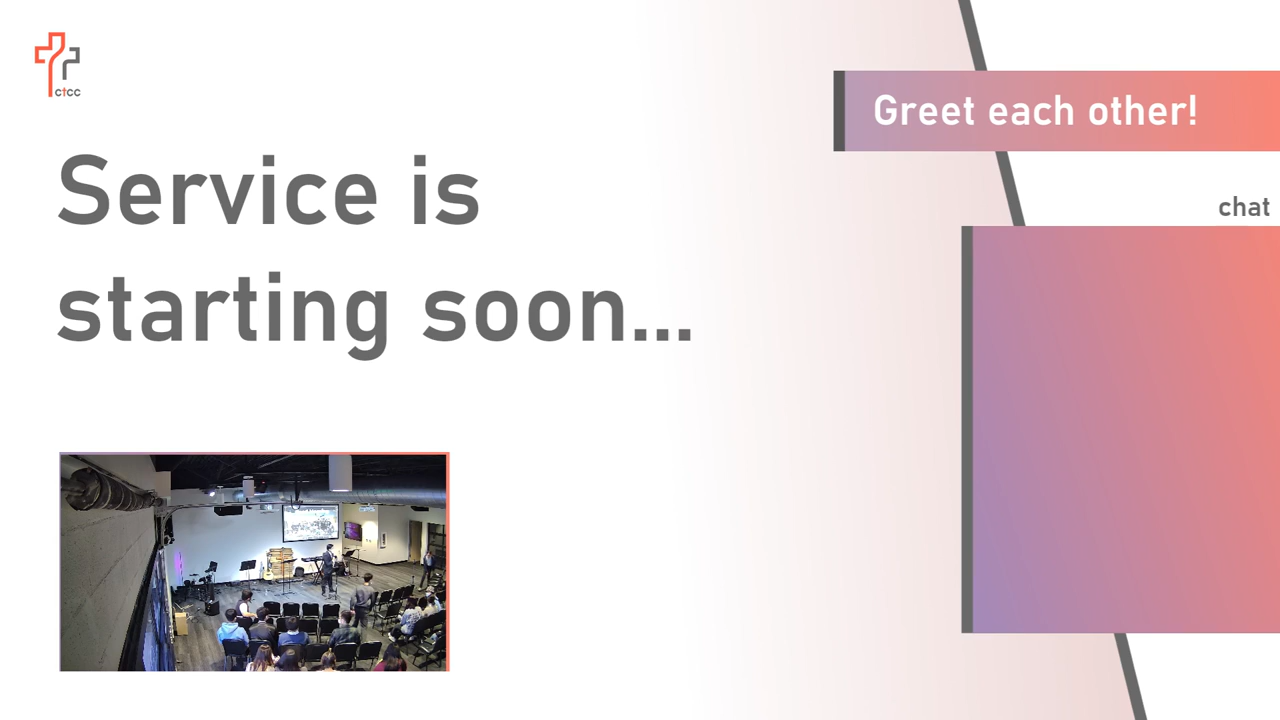 ctcc
Service is
starting soon...
Greet each other!
chat